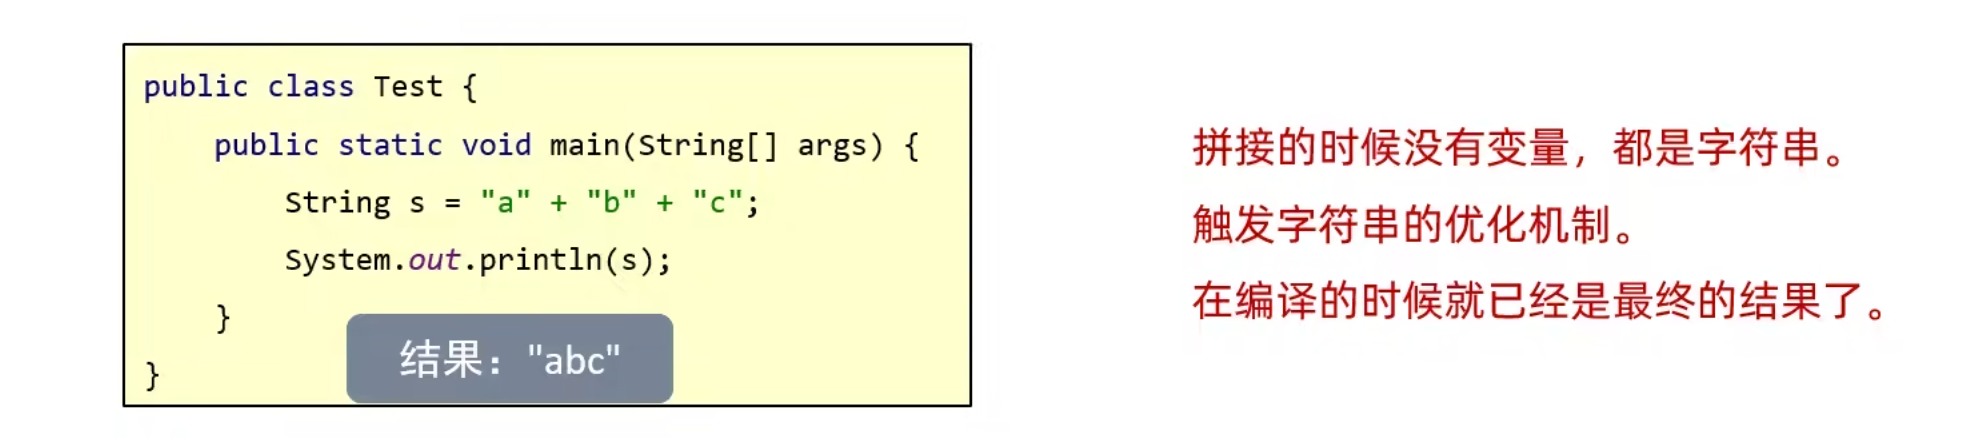 public class Test {
    public static void main(String[] args) {
        String s = "a" + "b" + "c";
        System.out.println(s);
    }
}
结果："abc"
拼接的时候没有变量，都是字符串。
触发字符串的优化机制。
在编译的时候就已经是最终的结果了。